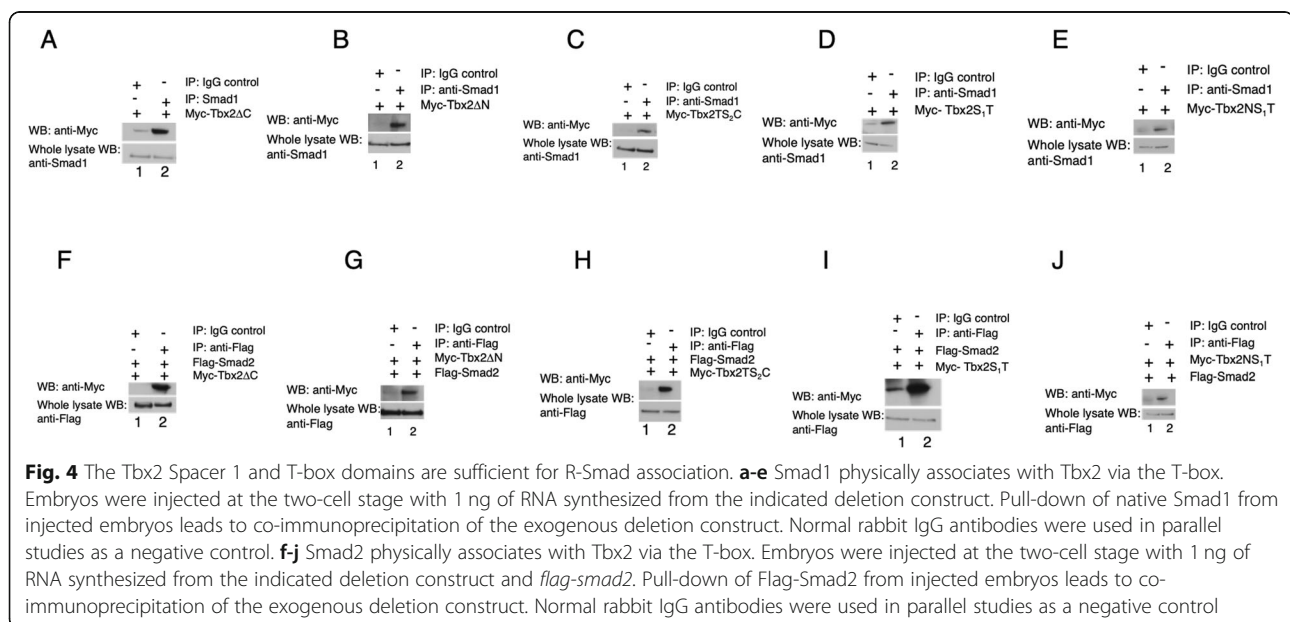 A
+ - IP: IgG control
- + IP: Smad1
+ + Myc-Tbx2ΔC
WB: anti-Myc
Whole lysate WB:
anti-Smad1
1 2
B
+ - IP: IgG control
- + IP: anti-Smad1
+ + Myc-Tbx2ΔN
WB: anti-Myc
Whole lysate WB:
anti-Smad1
1 2
C
+ - IP: IgG control
- + IP: anti-Smad1
+ + Myc-Tbx2TS₂C
WB: anti-Myc
Whole lysate WB:
anti-Smad1
1 2
D
+ - IP: IgG control
- + IP: anti-Smad1
+ + Myc- Tbx2S₁T
WB: anti-Myc
Whole lysate WB:
anti-Smad1
1 2
E
+ - IP: IgG control
- + IP: anti-Smad1
+ + Myc-Tbx2NS₁T
WB: anti-Myc
Whole lysate WB:
anti-Smad1
1 2
F
+ - IP: IgG control
- + IP: anti-Flag
+ + Flag-Smad2
+ + Myc-Tbx2ΔC
WB: anti-Myc
Whole lysate WB:
anti-Flag
1 2
G
+ - IP: IgG control
- + IP: anti-Flag
+ + Myc-Tbx2ΔN
+ + Flag-Smad2
WB: anti-Myc
Whole lysate WB:
anti-Flag
1 2
H
+ - IP: IgG control
- + IP: anti-Flag
+ + Flag-Smad2
+ + Myc-Tbx2TS₂C
WB: anti-Myc
Whole lysate WB:
anti-Flag
1 2
I
+ - IP: IgG control
- + IP: anti-Flag
+ + Flag-Smad2
+ + Myc- Tbx2S₁T
WB: anti-Myc
Whole lysate WB:
anti-Flag
1 2
J
+ - IP: IgG control
- + IP: anti-Flag
+ + Myc-Tbx2NS₁T
+ + Flag-Smad2
WB: anti-Myc
Whole lysate WB:
anti-Flag
1 2
Fig. 4 The Tbx2 Spacer 1 and T-box domains are sufficient for R-Smad association. a-e Smad1 physically associates with Tbx2 via the T-box.
Embryos were injected at the two-cell stage with 1 ng of RNA synthesized from the indicated deletion construct. Pull-down of native Smad1 from
injected embryos leads to co-immunoprecipitation of the exogenous deletion construct. Normal rabbit IgG antibodies were used in parallel
studies as a negative control. f-j Smad2 physically associates with Tbx2 via the T-box. Embryos were injected at the two-cell stage with 1 ng of
RNA synthesized from the indicated deletion construct and flag-smad2. Pull-down of Flag-Smad2 from injected embryos leads to co-
immunoprecipitation of the exogenous deletion construct. Normal rabbit IgG antibodies were used in parallel studies as a negative control